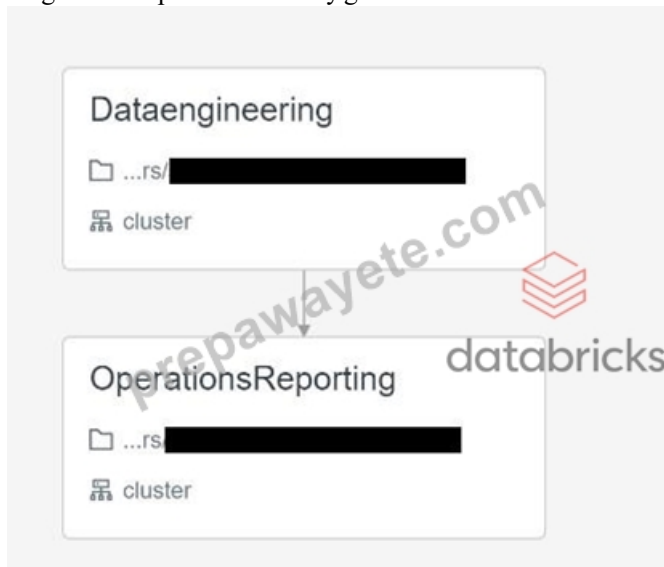 Dataengineering
...rs/
cluster
prepawayete.com
databricks
OperationsReporting
...rs/
cluster